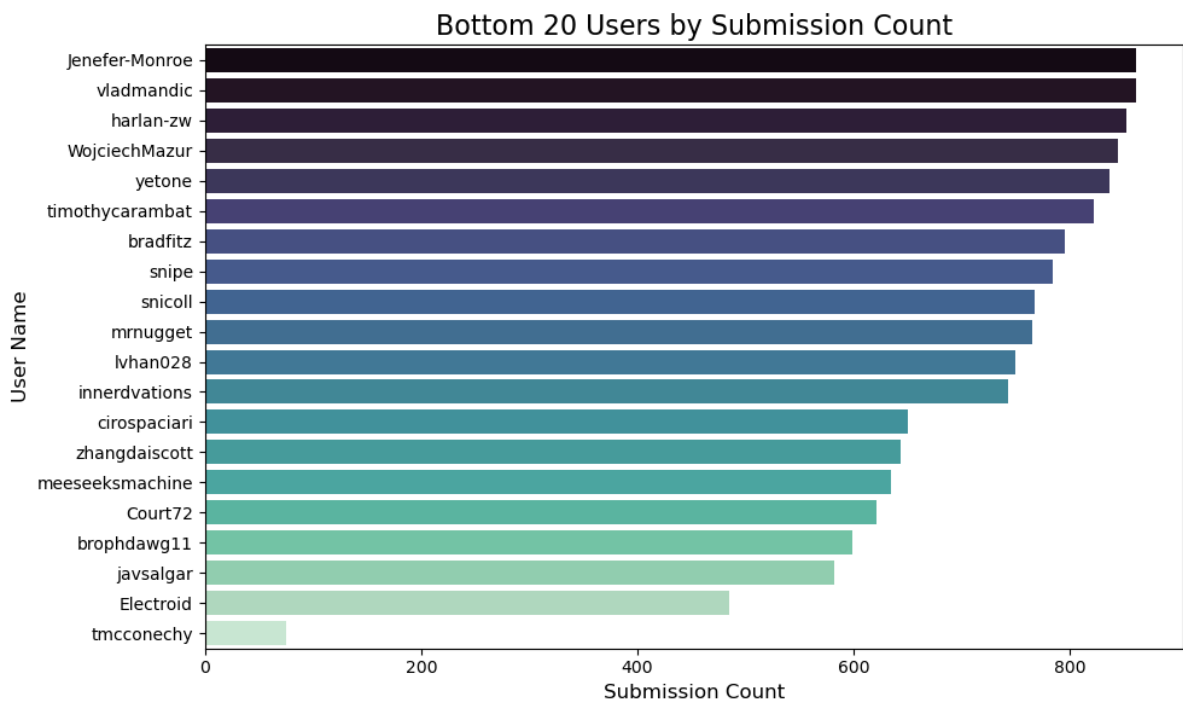 Bottom 20 Users by Submission Count
User Name
Jenefer-Monroe
vladmandic
harlan-zw
WojciechMazur
yetone
timothycarambat
bradfitz
snipe
snicoll
mrnugget
lvhan028
innerdvations
cirospaciari
zhangdaiscott
meeseeksmachine
Court72
brophdawg11
javsalgar
Electroid
tmcconechy
0 200 400 600 800
Submission Count